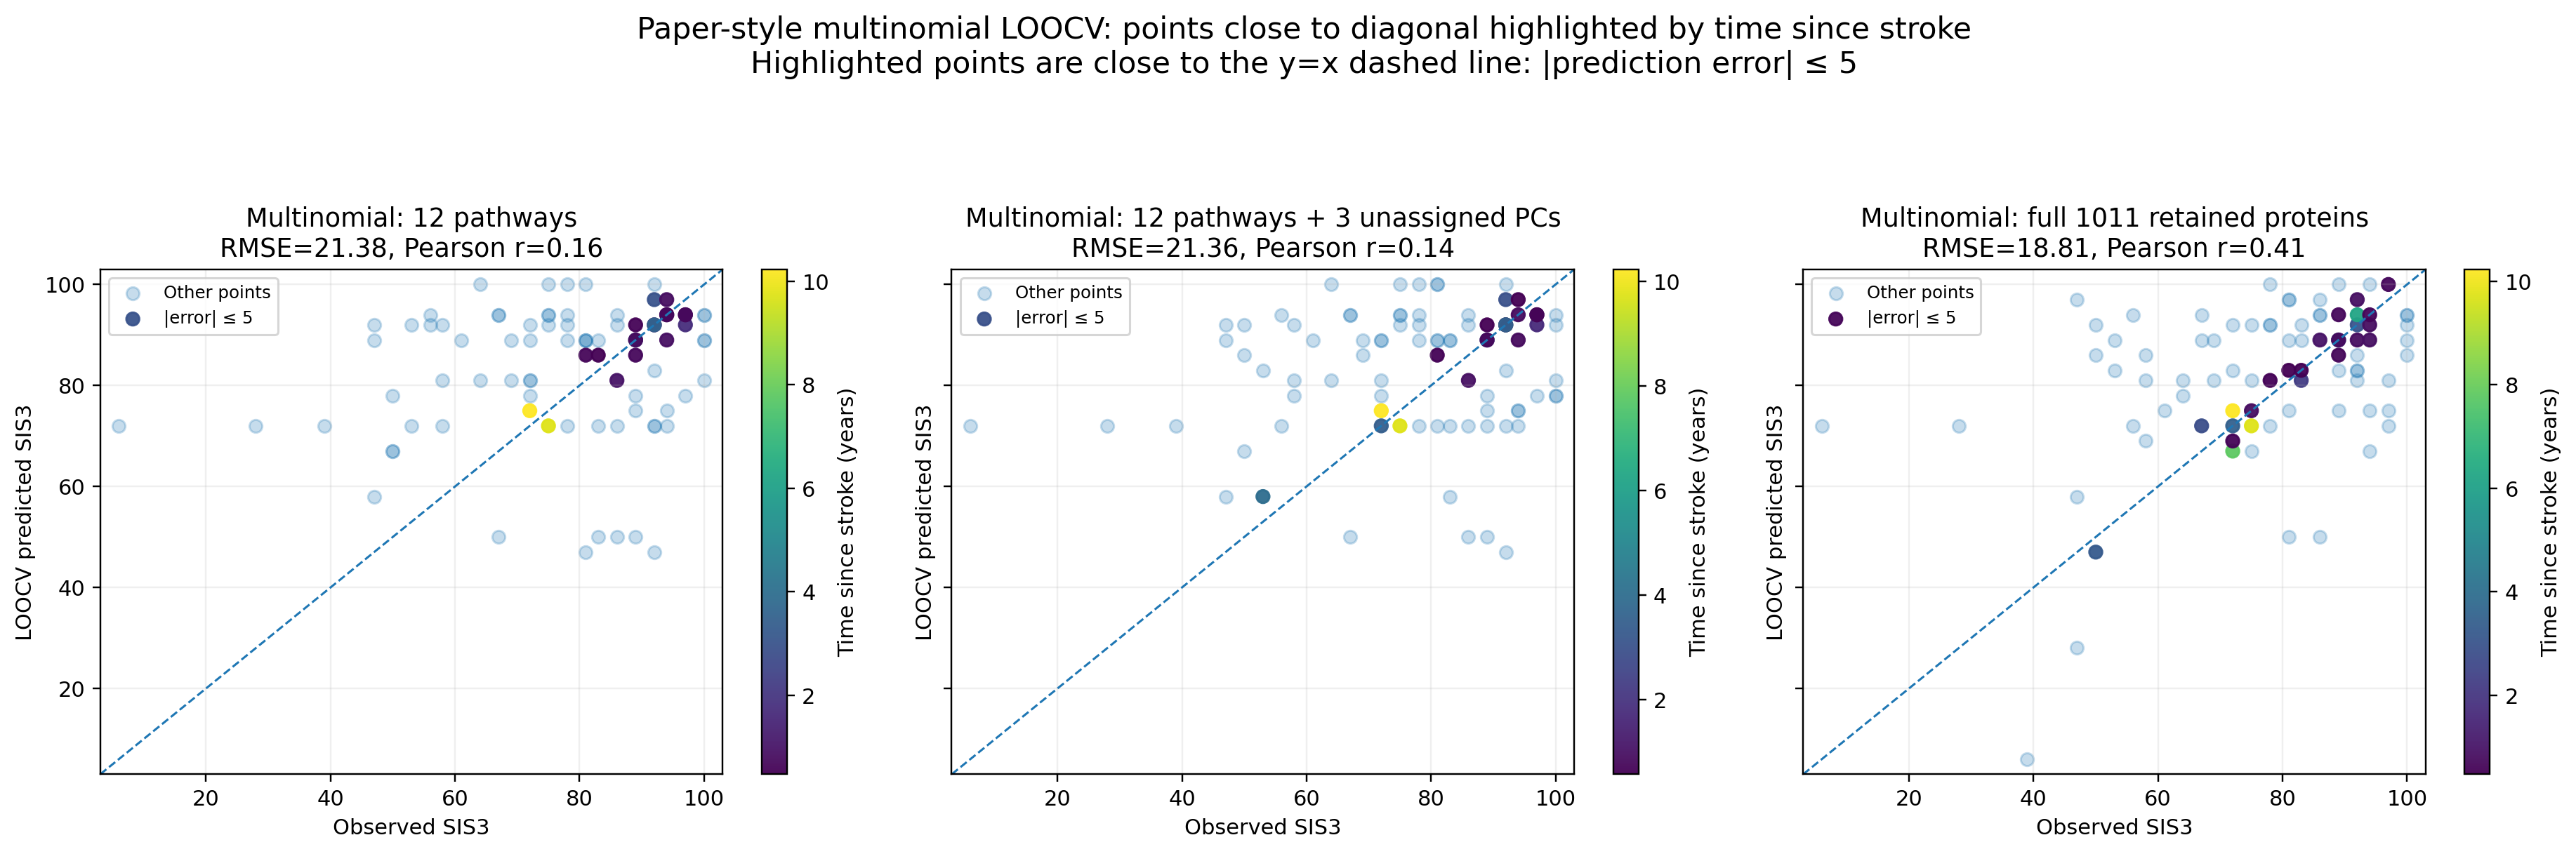 Paper-style multinomial LOOCV: points close to diagonal highlighted by time since stroke
Highlighted points are close to the y=x dashed line: |prediction error| ≤ 5
Multinomial: 12 pathways
RMSE=21.38, Pearson r=0.16
Other points
|error| ≤ 5
100
80
60
40
20
LOOCV predicted SIS3
20 40 60 80 100
Observed SIS3
10
8
6
4
2
Time since stroke (years)
Multinomial: 12 pathways + 3 unassigned PCs
RMSE=21.36, Pearson r=0.14
Other points
|error| ≤ 5
LOOCV predicted SIS3
20 40 60 80 100
Observed SIS3
10
8
6
4
2
Time since stroke (years)
Multinomial: full 1011 retained proteins
RMSE=18.81, Pearson r=0.41
Other points
|error| ≤ 5
LOOCV predicted SIS3
20 40 60 80 100
Observed SIS3
10
8
6
4
2
Time since stroke (years)